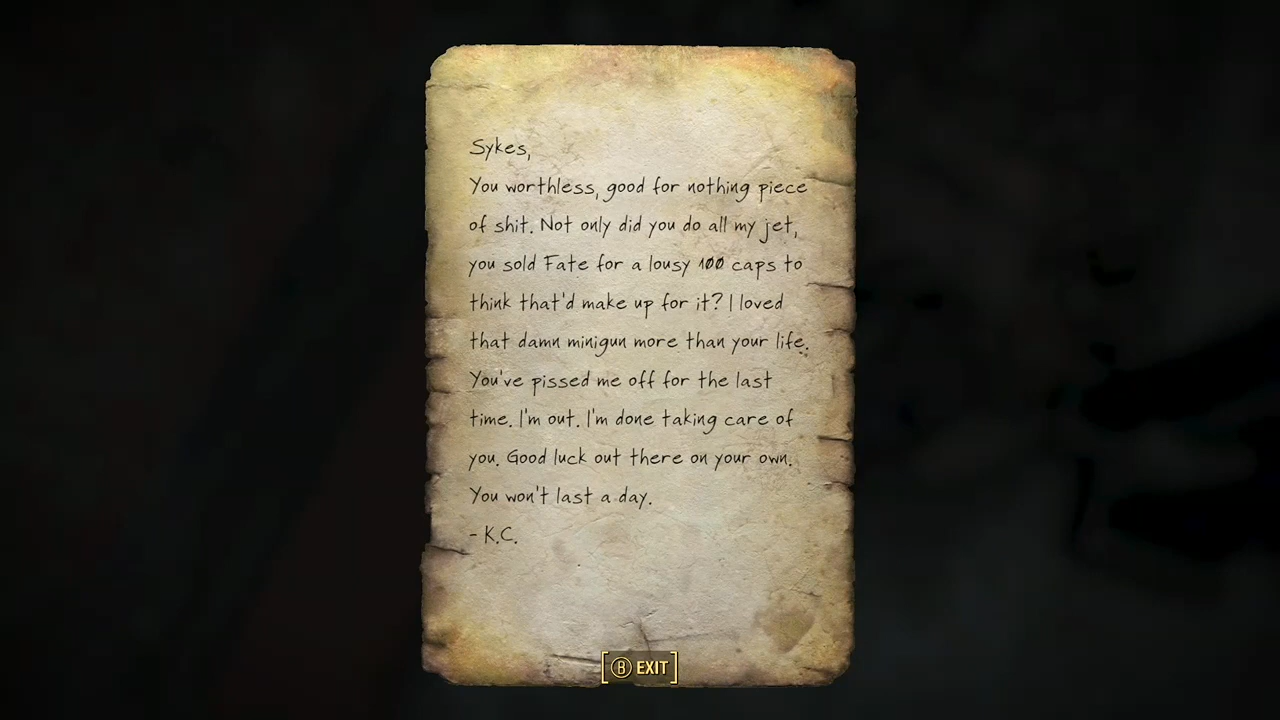 Sykes,
You worthless, good for nothing piece
of shit. Not only did you do all my jet,
you sold Fate for a lousy 100 caps to
think that'd make up for it? I loved
that damn minigun more than your life.
You've pissed me off for the last
time. I'm out. I'm done taking care of
you. Good luck out there on your own.
You won't last a day.
- K.C.
[Ⓑ EXIT]